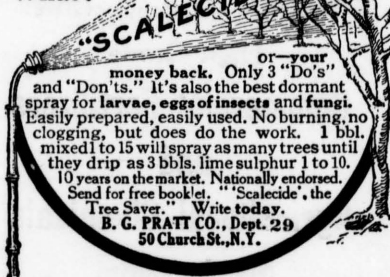 "SCALECIDE
or—your
money back. Only 3 "Do's"
and "Don'ts." It's also the best dormant
spray for larvae, eggs of insects and fungi.
Easily prepared, easily used. No burning, no
clogging, but does do the work. 1 bbl.
mixed 1 to 15 will spray as many trees until
they drip as 3 bbls. lime sulphur 1 to 10.
10 years on the market. Nationally endorsed.
Send for free booklet. "'Scalecide', the
Tree Saver." Write today.
B. G. PRATT CO., Dept. 29
50 Church St., N.Y.